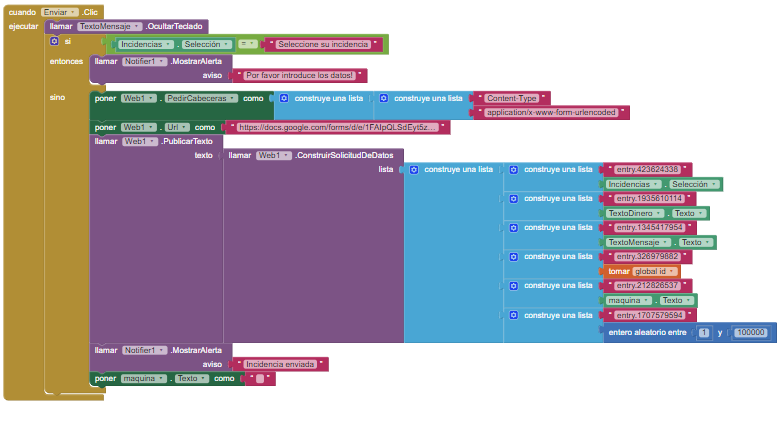 cuando Enviar .Clic
ejecutar llamar TextoMensaje .OcultarTeclado
si Incidencias . Selección = " Seleccione su incidencia "
entonces llamar Notifier1 .MostrarAlerta
aviso " Por favor introduce los datos! "
sino poner Web1 . PedirCabeceras como construye una lista construye una lista " Content-Type "
" application/x-www-form-urlencoded "
poner Web1 . Url como " https://docs.google.com/forms/d/e/1FAIpQLSdEyt5z... "
llamar Web1 .PublicarTexto
texto llamar Web1 .ConstruirSolicitudDeDatos
lista construye una lista construye una lista " entry.423624338 "
Incidencias . Selección
construye una lista " entry.1935610114 "
TextoDinero . Texto
construye una lista " entry.1345417954 "
TextoMensaje . Texto
construye una lista " entry.326979882 "
tomar global id
construye una lista " entry.212826537 "
maquina . Texto
construye una lista " entry.1707579594 "
entero aleatorio entre 1 y 100000
llamar Notifier1 .MostrarAlerta
aviso " Incidencia enviada "
poner maquina . Texto como " "